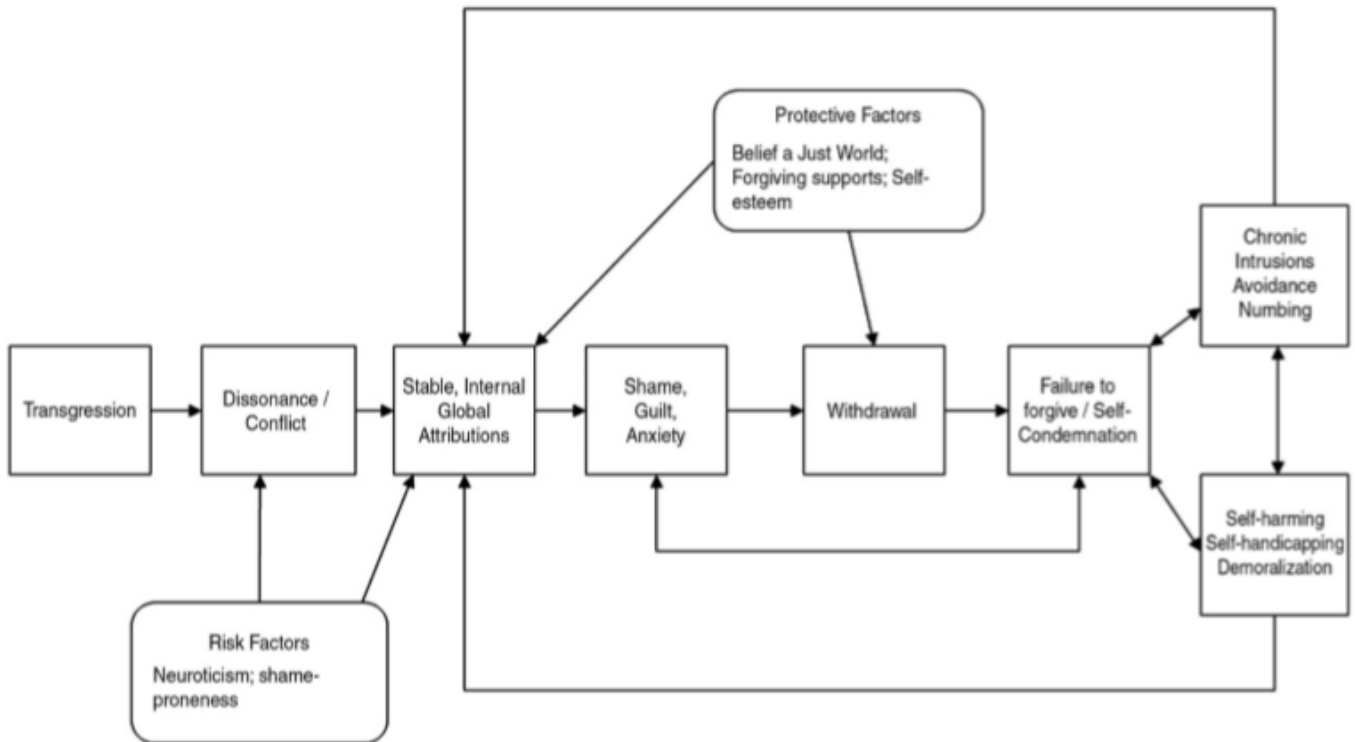 Protective Factors
Belief a Just World;
Forgiving supports; Self-
esteem
Chronic
Intrusions
Avoidance
Numbing
Transgression
Dissonance /
Conflict
Stable, Internal
Global
Attributions
Shame,
Guilt,
Anxiety
Withdrawal
Failure to
forgive / Self-
Condemnation
Self-harming
Self-handicapping
Demoralization
Risk Factors
Neuroticism; shame-
proneness